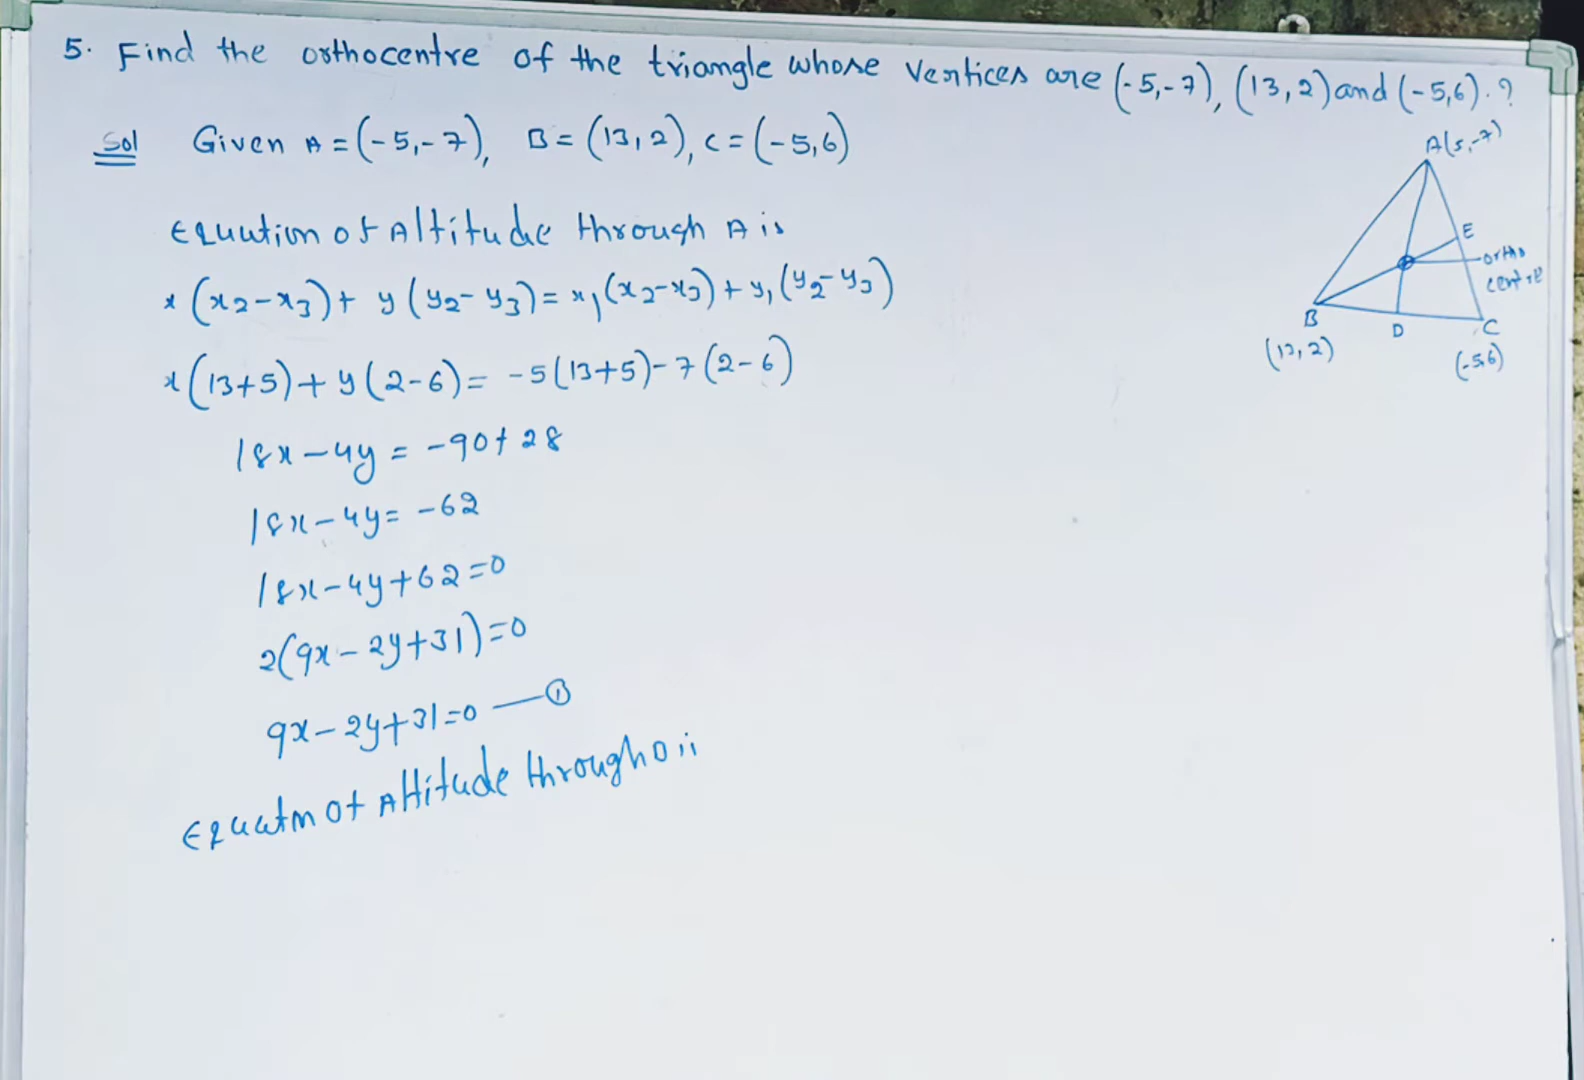 5. Find the orthocentre of the triangle whose vertices are (-5,-7), (13,2) and (-5,6).?
Sol Given A = (-5,-7), B = (13,2), C = (-5,6)
Equation of Altitude through A is
x(x₂-x₃) + y(y₂-y₃) = x₁(x₂-x₃) + y₁(y₂-y₃)
x(13+5) + y(2-6) = -5(13+5) - 7(2-6)
18x - 4y = -90 + 28
18x - 4y = -62
18x - 4y + 62 = 0
2(9x - 2y + 31) = 0
9x - 2y + 31 = 0 — ①
Equatn of Altitude through
A(5,-7)
E
ortho
centre
B
D
C
(13,2)
(-5,6)